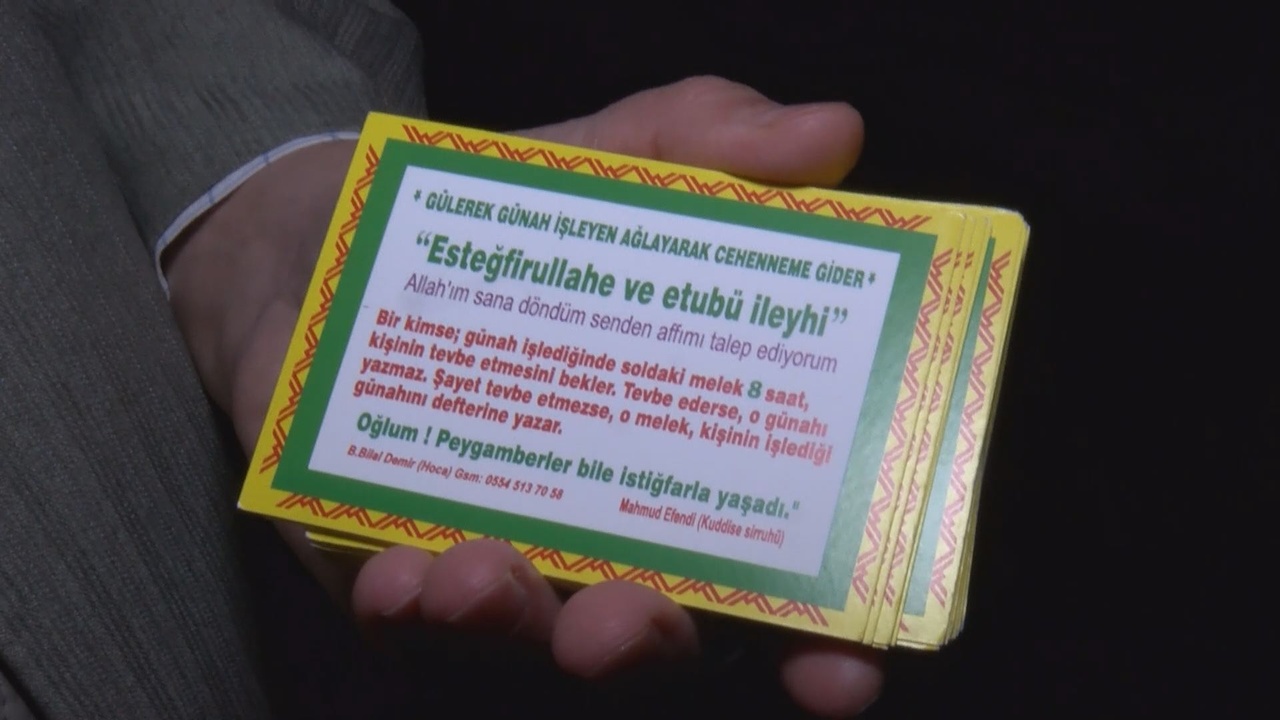 * GÜLEREK GÜNAH İŞLEYEN AĞLAYARAK CEHENNEME GİDER *
“Esteğfirullahe ve etubü ileyhi”
Allah'ım sana döndüm senden affımı talep ediyorum
Bir kimse; günah işlediğinde soldaki melek 8 saat,
kişinin tevbe etmesini bekler. Tevbe ederse, o günahı
yazmaz. Şayet tevbe etmezse, o melek, kişinin işlediği
günahını defterine yazar.
Oğlum ! Peygamberler bile istiğfarla yaşadı."
B.Bilal Demir (Hoca) Gsm: 0554 513 70 58
Mahmud Efendi (Kuddise sirruhü)